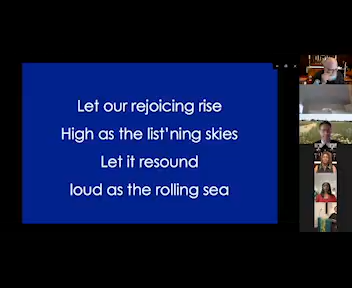 Let our rejoicing rise
High as the list'ning skies
Let it resound
loud as the rolling sea